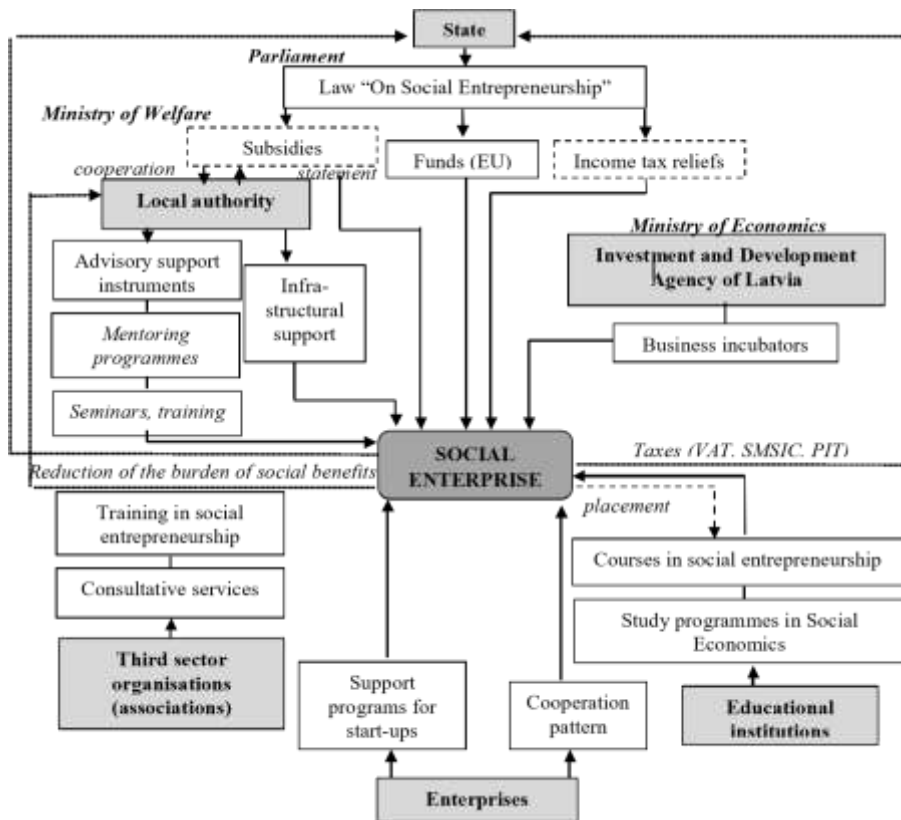 State
Parliament
Law “On Social Entrepreneurship”
Ministry of Welfare
Subsidies
Funds (EU)
Income tax reliefs
cooperation
statement
Local authority
Ministry of Economics
Investment and Development
Agency of Latvia
Advisory support
instruments
Infra-
structural
support
Mentoring
programmes
Business incubators
Seminars, training
SOCIAL
ENTERPRISE
Taxes (VAT, SMSIC, PIT)
Reduction of the burden of social benefits
placement
Training in social
entrepreneurship
Courses in social entrepreneurship
Consultative services
Study programmes in Social
Economics
Third sector
organisations
(associations)
Support
programs for
start-ups
Cooperation
pattern
Educational
institutions
Enterprises